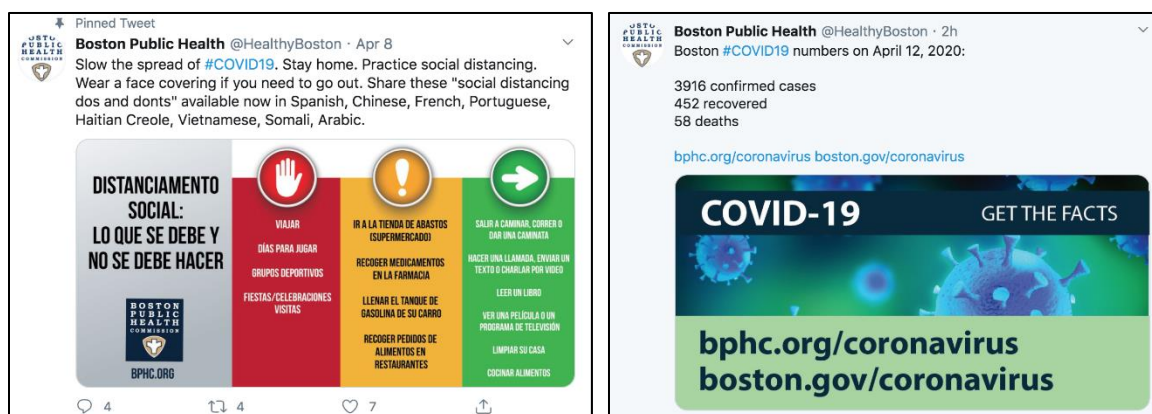 Pinned Tweet
Boston Public Health @HealthyBoston · Apr 8
Slow the spread of #COVID19. Stay home. Practice social distancing.
Wear a face covering if you need to go out. Share these "social distancing
dos and donts" available now in Spanish, Chinese, French, Portuguese,
Haitian Creole, Vietnamese, Somali, Arabic.
DISTANCIAMENTO
SOCIAL:
LO QUE SE DEBE Y
NO SE DEBE HACER
BOSTON
PUBLIC
HEALTH
COMMISSION
BPHC.ORG
VIAJAR
DÍAS PARA JUGAR
GRUPOS DEPORTIVOS
FIESTAS/CELEBRACIONES
VISITAS
IR A LA TIENDA DE ABASTOS
(SUPERMERCADO)
RECOGER MEDICAMENTOS
EN LA FARMACIA
LLENAR EL TANQUE DE
GASOLINA DE SU CARRO
RECOGER PEDIDOS DE
ALIMENTOS EN
RESTAURANTES
SALIR A CAMINAR, CORRER O
DAR UNA CAMINATA
HACER UNA LLAMADA, ENVIAR UN
TEXTO O CHARLAR POR VIDEO
LEER UN LIBRO
VER UNA PELÍCULA O UN
PROGRAMA DE TELEVISIÓN
LIMPIAR SU CASA
COCINAR ALIMENTOS
4
4
7
Boston Public Health @HealthyBoston · 2h
Boston #COVID19 numbers on April 12, 2020:
3916 confirmed cases
452 recovered
58 deaths
bphc.org/coronavirus boston.gov/coronavirus
COVID-19
GET THE FACTS
bphc.org/coronavirus
boston.gov/coronavirus